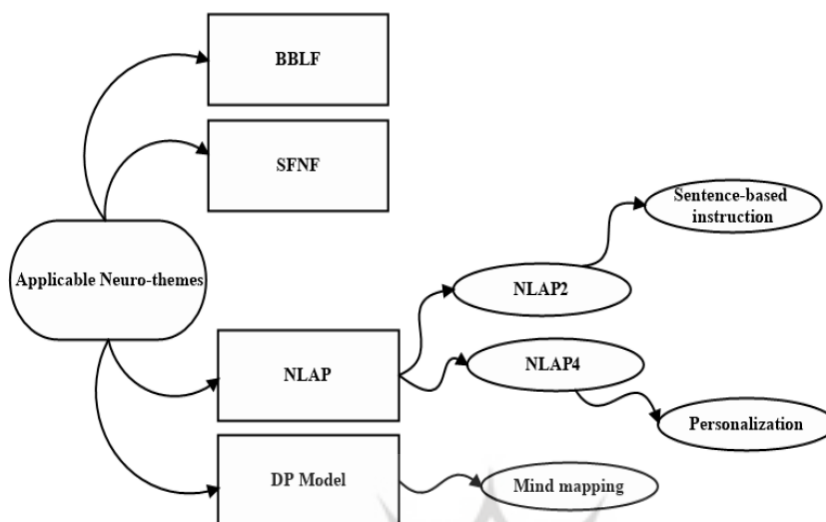 BBLF
SFNF
Sentence-based
instruction
Applicable Neuro-themes
NLAP2
NLAP
NLAP4
Personalization
DP Model
Mind mapping